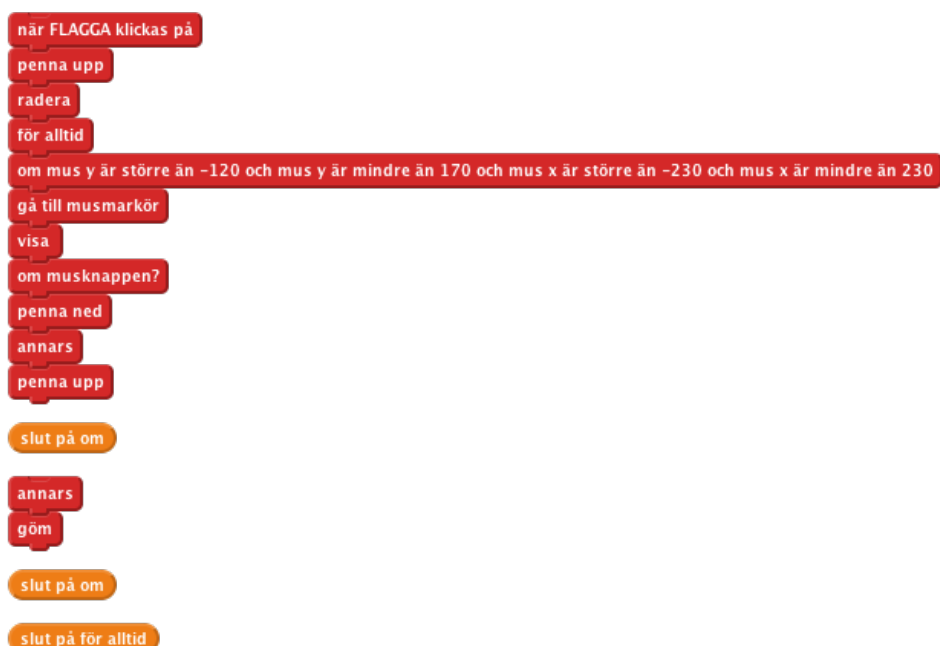 när FLAGGA klickas på
penna upp
radera
för alltid
om mus y är större än -120 och mus y är mindre än 170 och mus x är större än -230 och mus x är mindre än 230
gå till musmarkör
visa
om musknappen?
penna ned
annars
penna upp
slut på om
annars
göm
slut på om
slut på för alltid